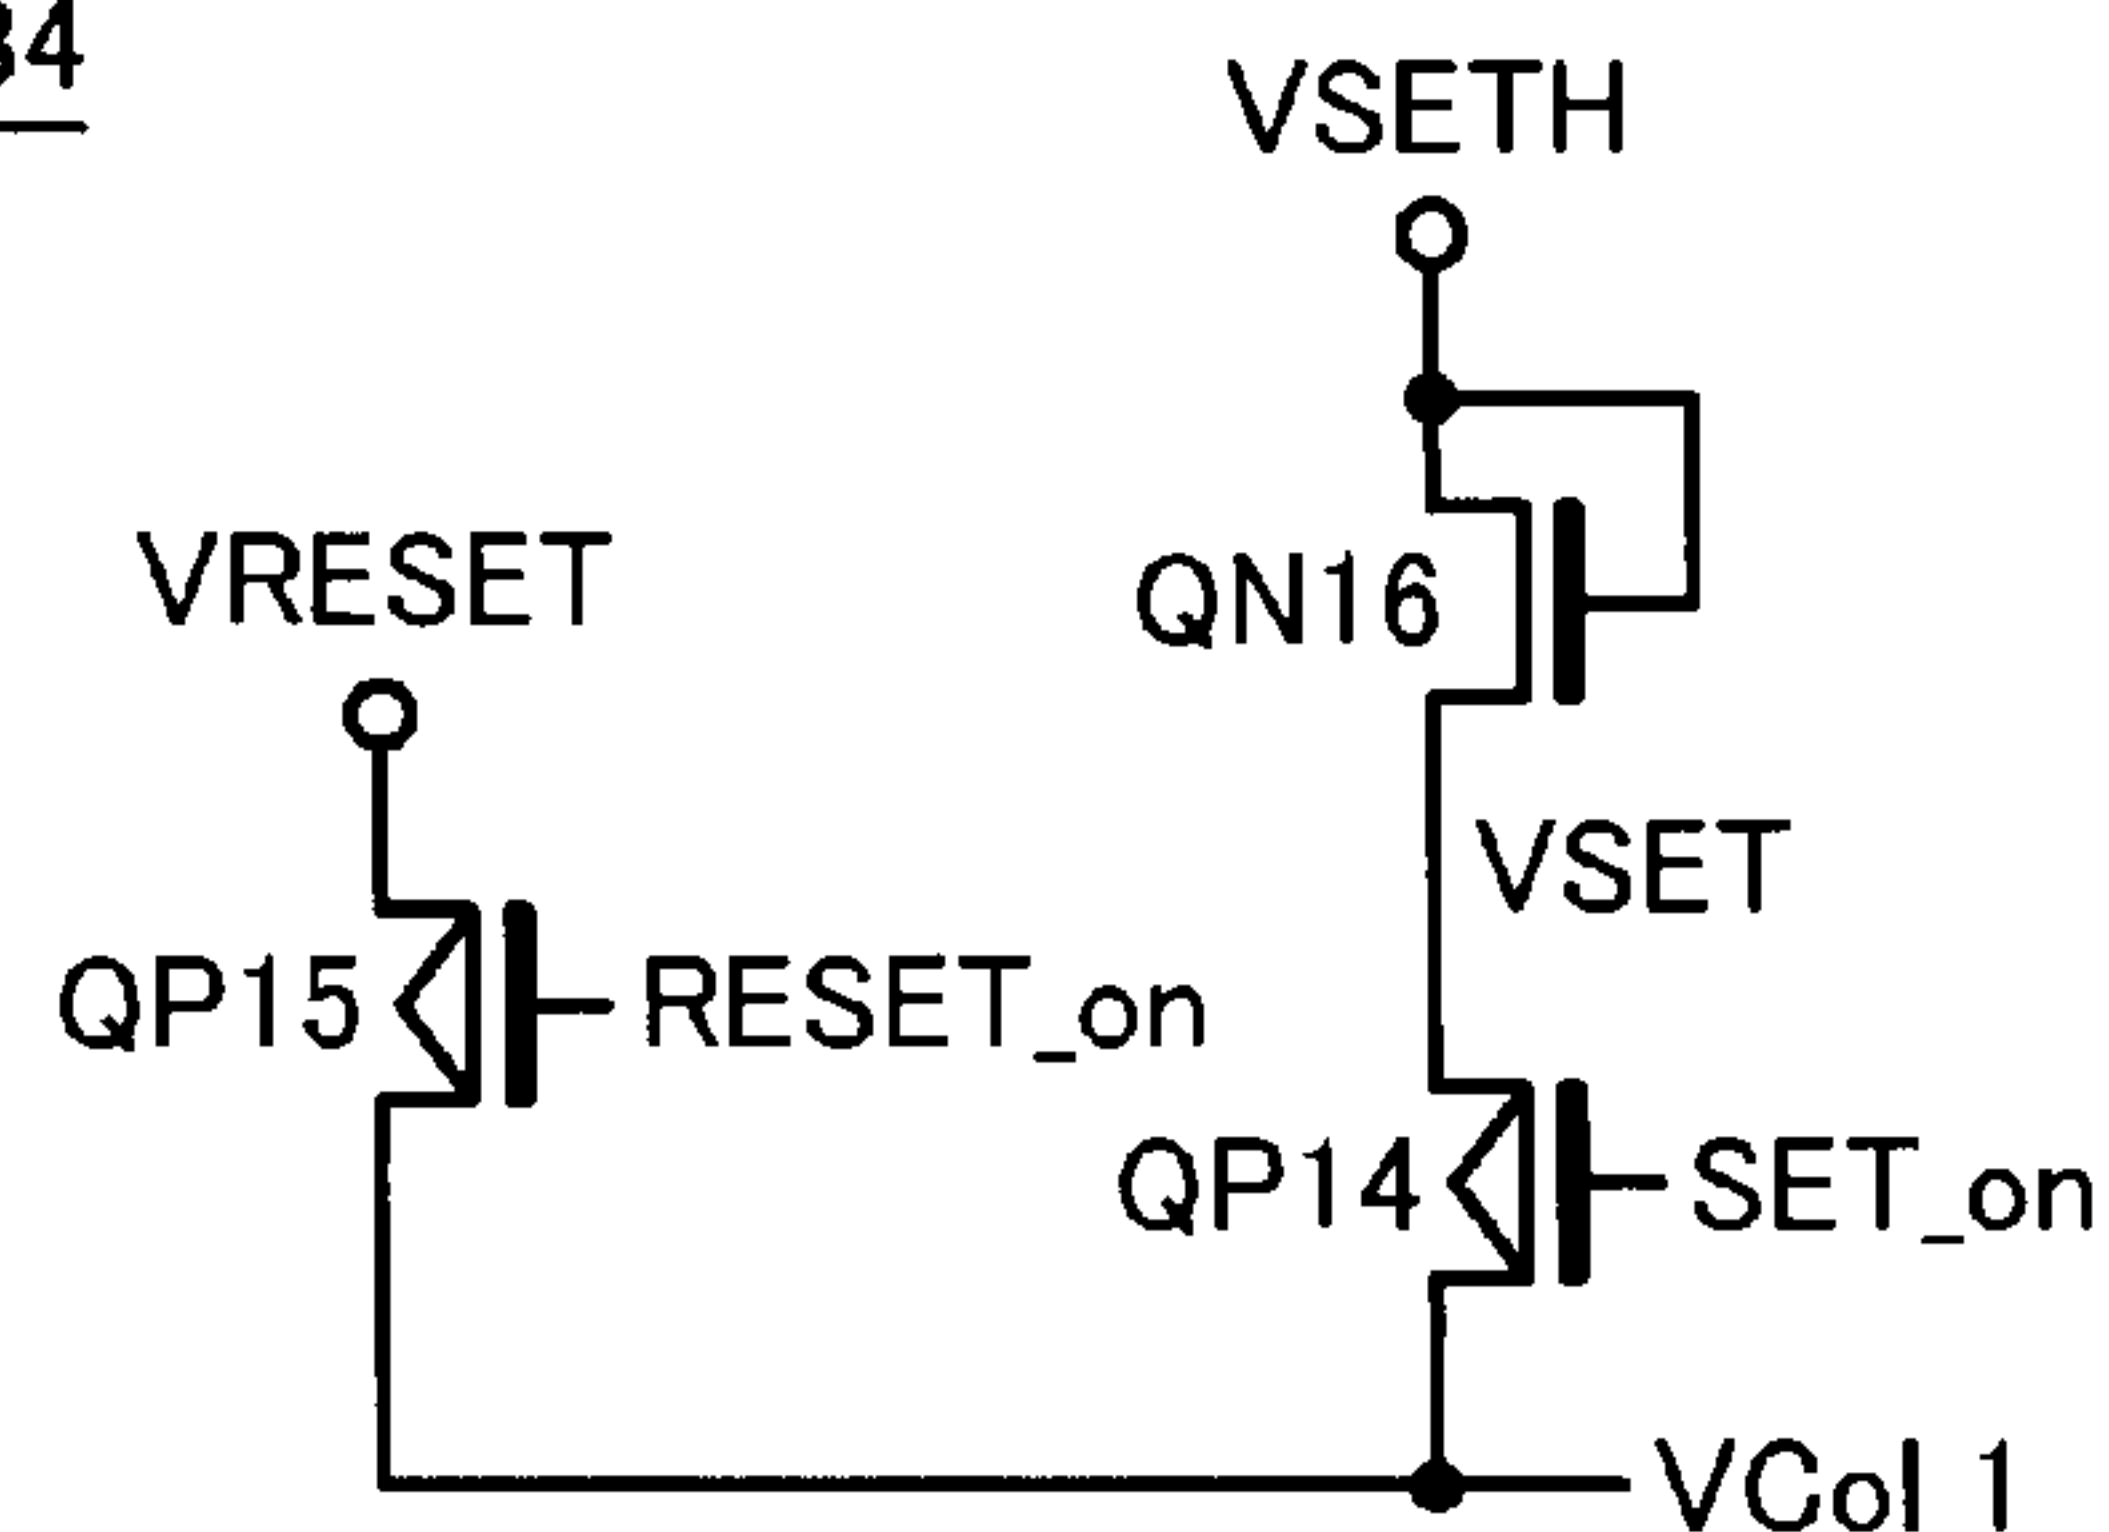 34
VSETH
VRESET
QN16
VSET
QP15
RESET_on
QP14
SET_on
VCol 1